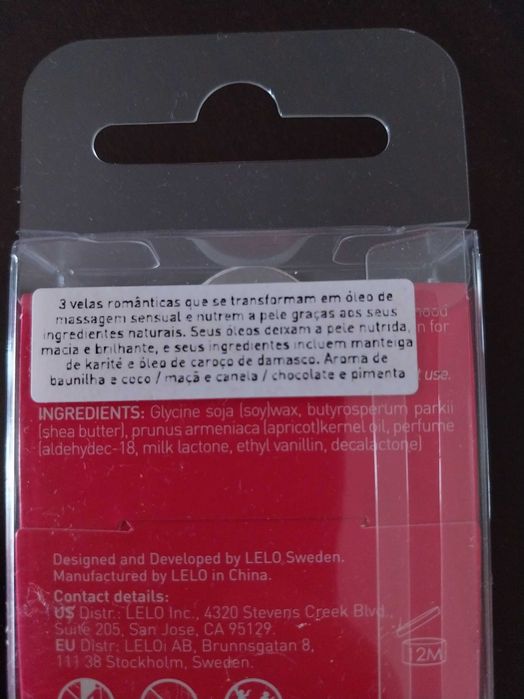 3 velas românticas que se transformam em óleo de
massagem sensual e nutrem a pele graças aos seus
ingredientes naturais. Seus óleos deixam a pele nutrida,
macia e brilhante, e seus ingredientes incluem manteiga
de karité e óleo de caroço de damasco. Aroma de
baunilha e coco / maçã e canela / chocolate e pimenta
mood
for
use.
INGREDIENTS: Glycine soja (soy)wax, butyrosperum parkii
(shea butter), prunus armeniaca (apricot)kernel oil, perfume
(aldehydec-18, milk lactone, ethyl vanillin, decalactone)
Designed and Developed by LELO Sweden.
Manufactured by LELO in China.
Contact details:
US Distr.: LELO Inc., 4320 Stevens Creek Blvd.,
Suite 205, San Jose, CA 95129.
EU Distr: LELOi AB, Brunnsgatan 8,
111 38 Stockholm, Sweden.
12M